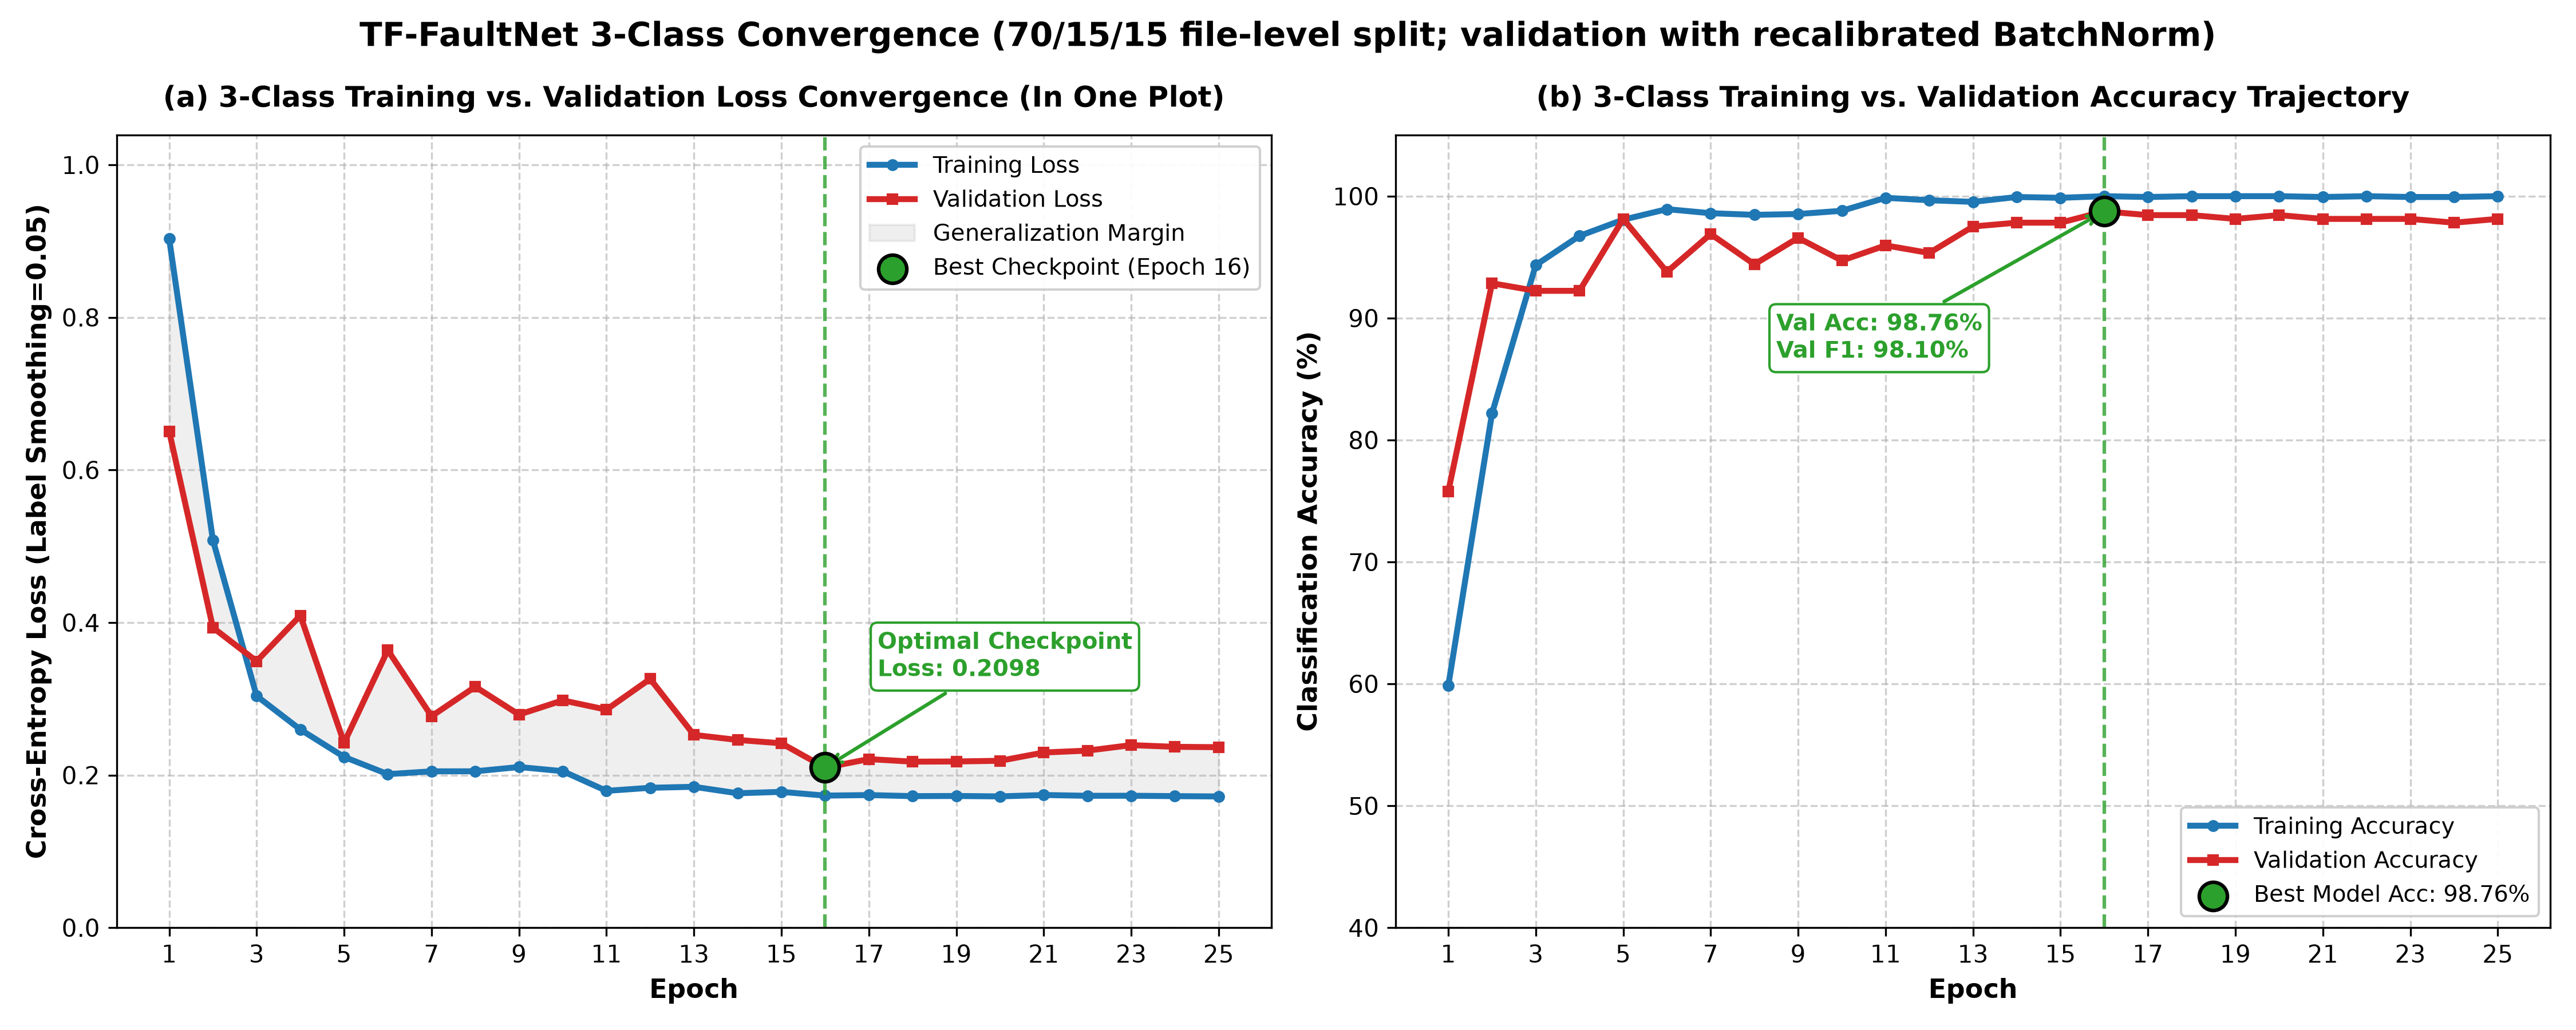 TF-FaultNet 3-Class Convergence (70/15/15 file-level split; validation with recalibrated BatchNorm)
(a) 3-Class Training vs. Validation Loss Convergence (In One Plot)
Cross-Entropy Loss (Label Smoothing=0.05)
1.0
0.8
0.6
0.4
0.2
0.0
Training Loss
Validation Loss
Generalization Margin
Best Checkpoint (Epoch 16)
Optimal Checkpoint
Loss: 0.2098
1 3 5 7 9 11 13 15 17 19 21 23 25
Epoch
(b) 3-Class Training vs. Validation Accuracy Trajectory
Classification Accuracy (%)
100
90
80
70
60
50
40
Val Acc: 98.76%
Val F1: 98.10%
Training Accuracy
Validation Accuracy
Best Model Acc: 98.76%
1 3 5 7 9 11 13 15 17 19 21 23 25
Epoch